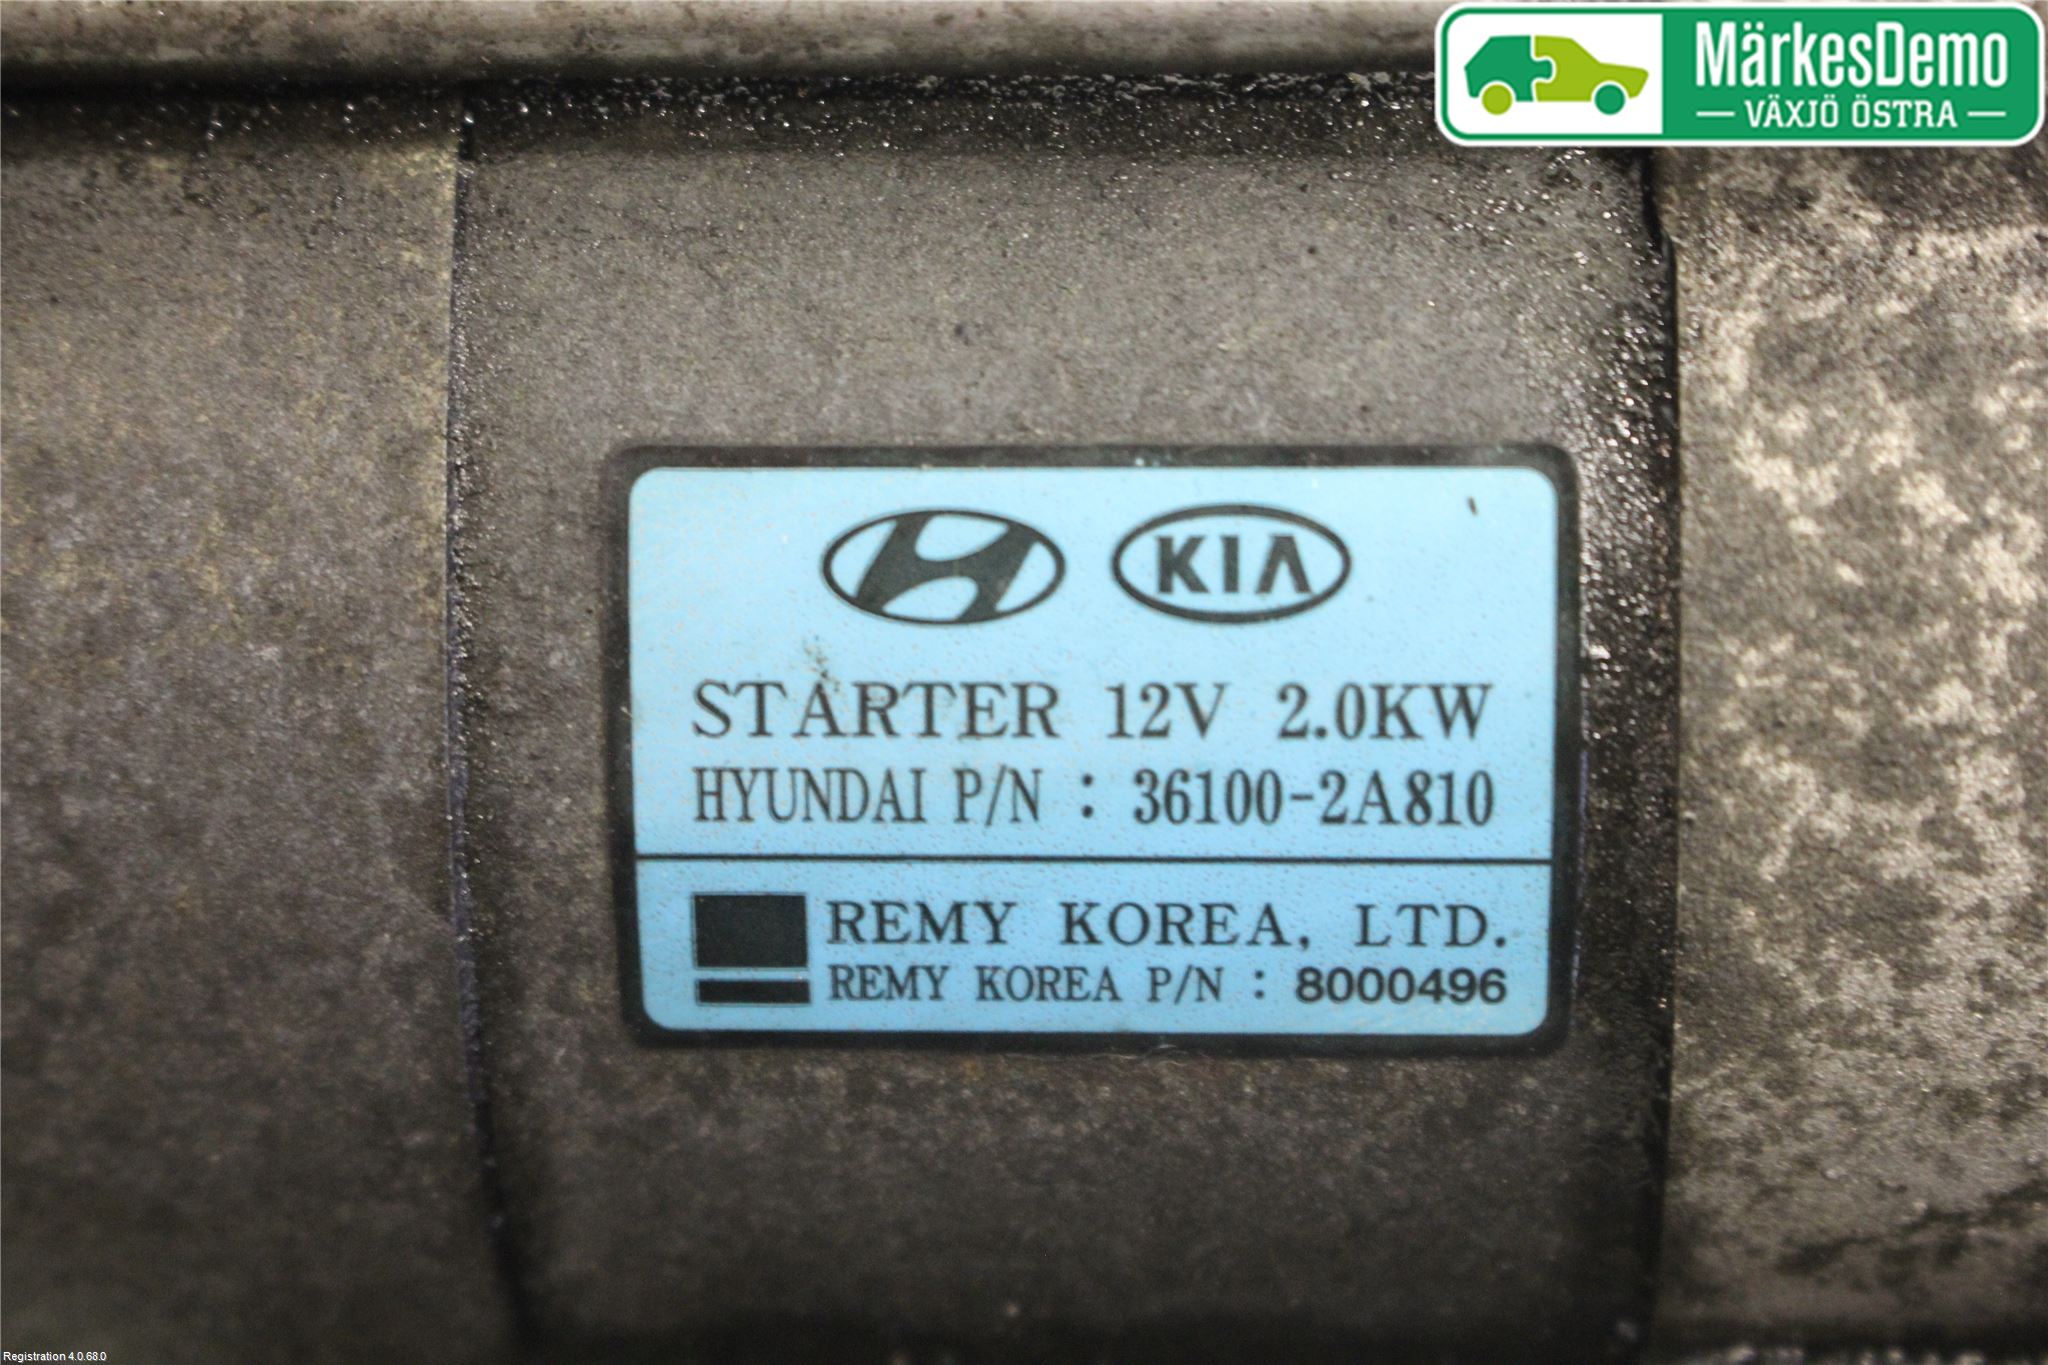 MärkesDemo
VÄXJÖ ÖSTRA
KIA
STARTER 12V 2.0KW
HYUNDAI P/N : 36100-2A810
REMY KOREA, LTD.
REMY KOREA P/N : 8000496
Registration 4.0.68.0